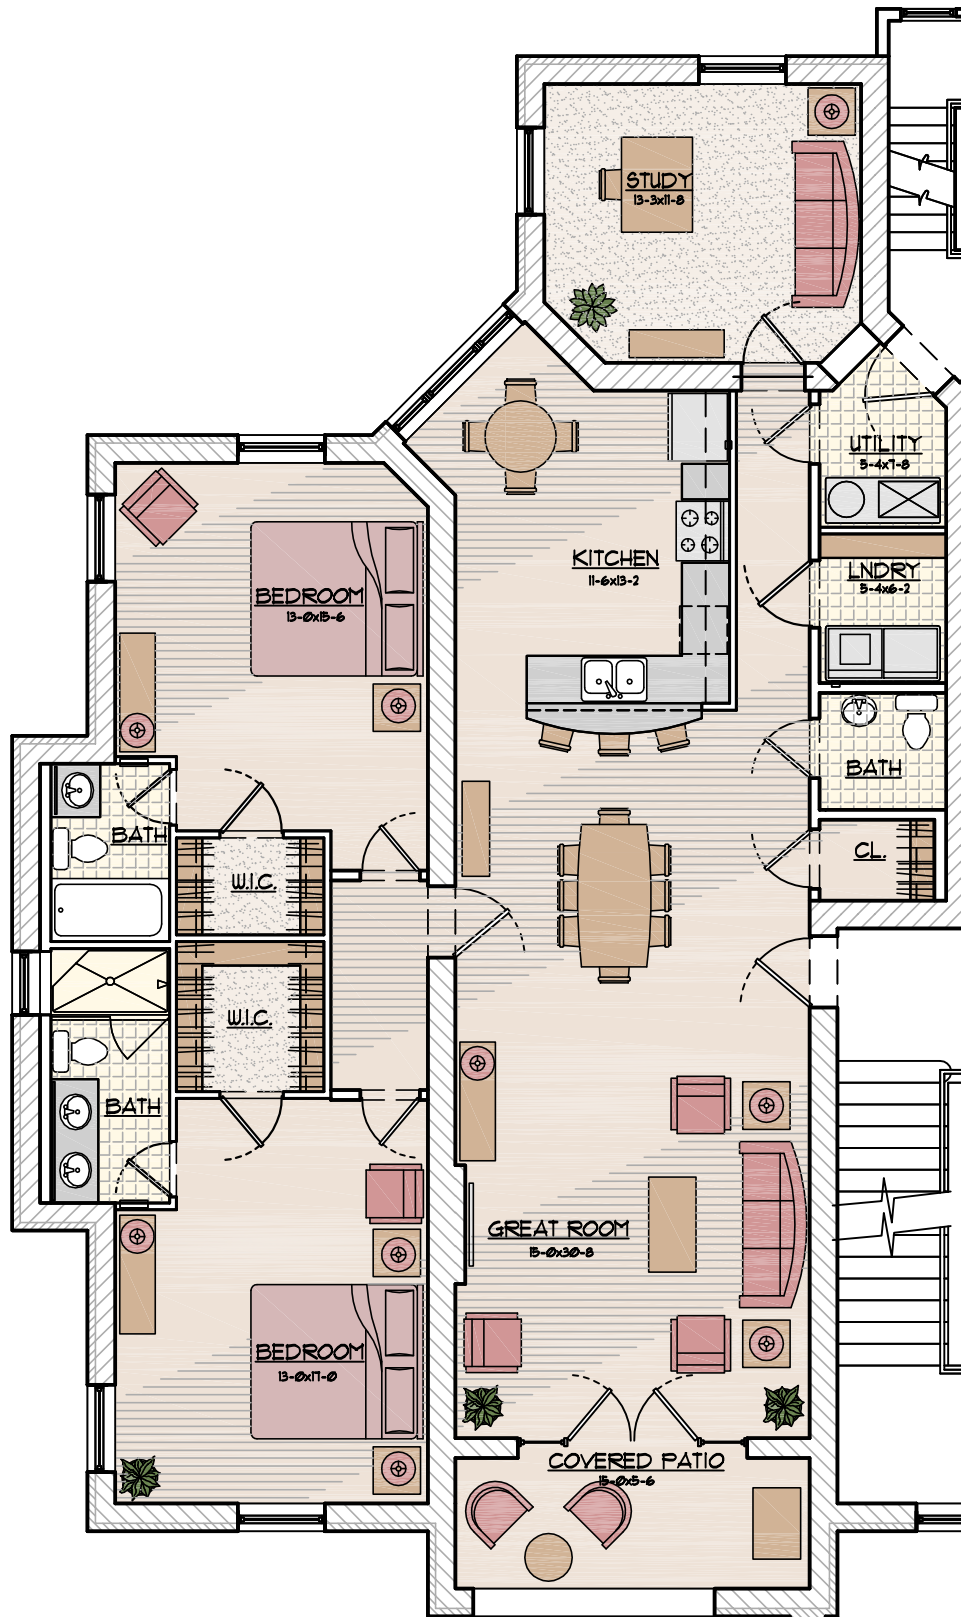 STUDY
13-3x11-8
UTILITY
5-4x7-8
KITCHEN
11-6x13-2
LNDRY
5-4x6-2
BEDROOM
13-0x15-6
BATH
BATH
CL.
W.I.C.
W.I.C.
BATH
GREAT ROOM
15-0x30-8
BEDROOM
13-0x17-0
COVERED PATIO
15-0x5-6